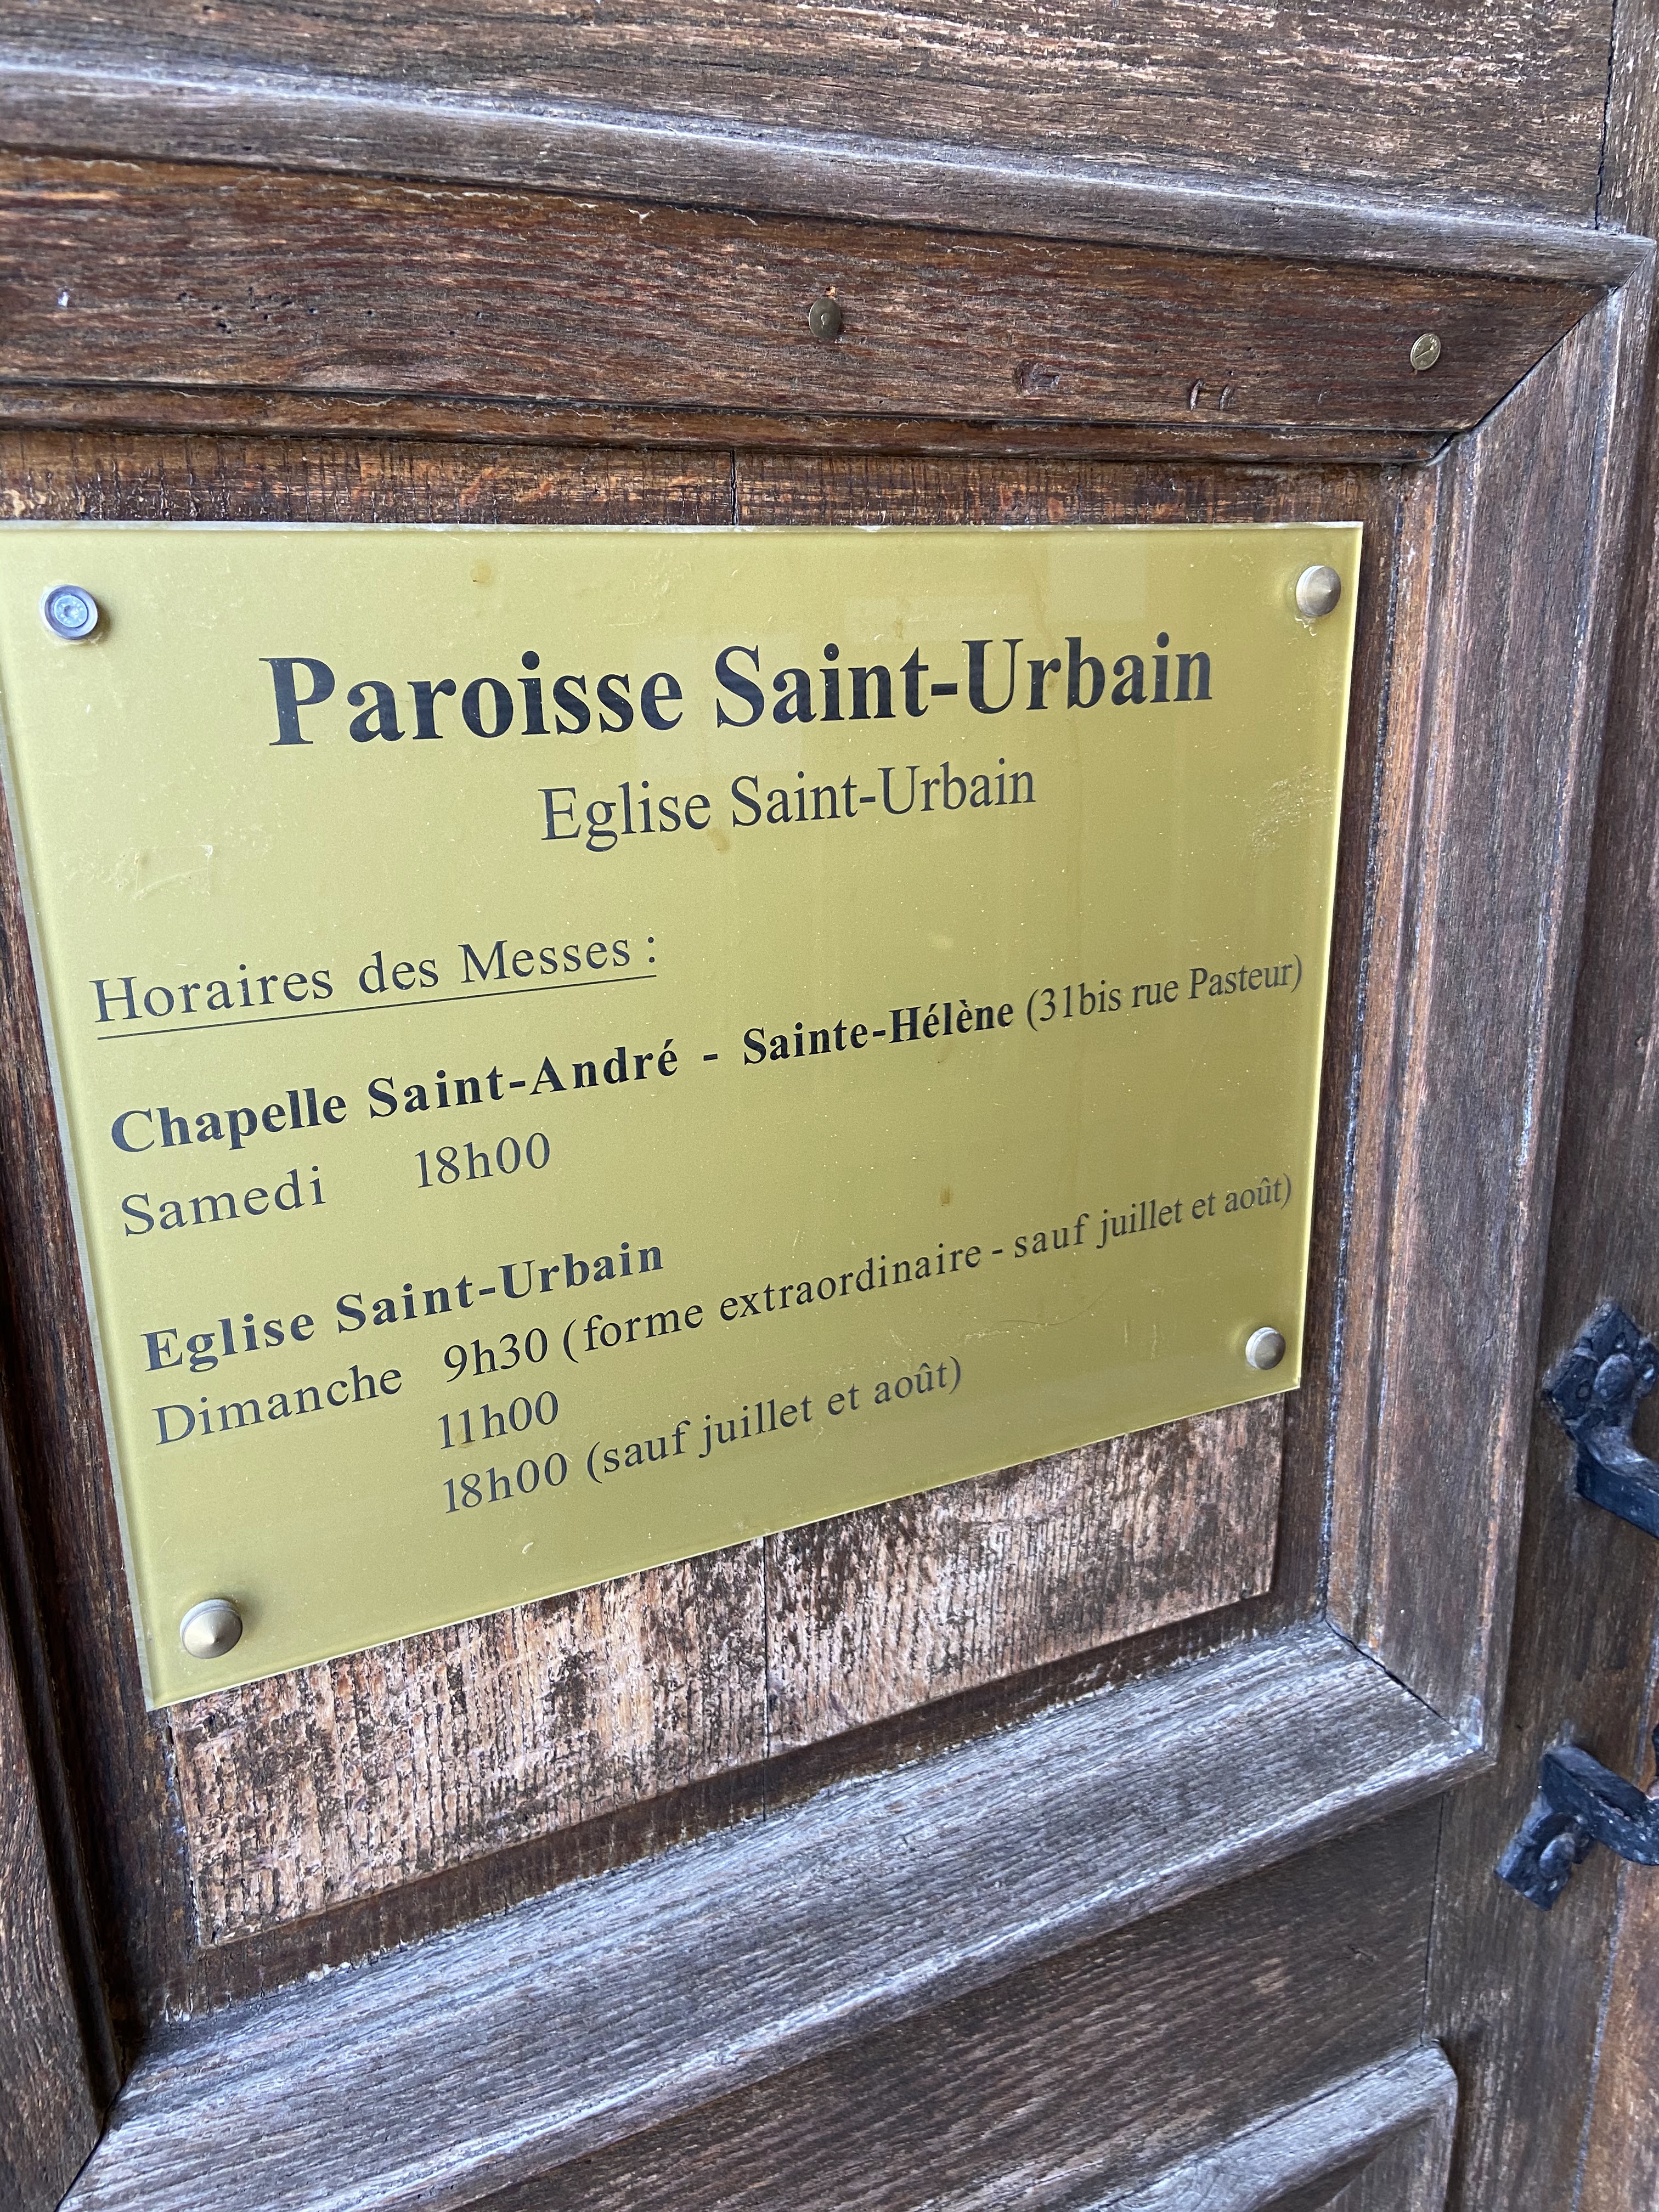 Paroisse Saint-Urbain
Eglise Saint-Urbain
Horaires des Messes :
Chapelle Saint-André - Sainte-Hélène (31bis rue Pasteur)
Samedi 18h00
Eglise Saint-Urbain
Dimanche 9h30 (forme extraordinaire - sauf juillet et août)
11h00
18h00 (sauf juillet et août)